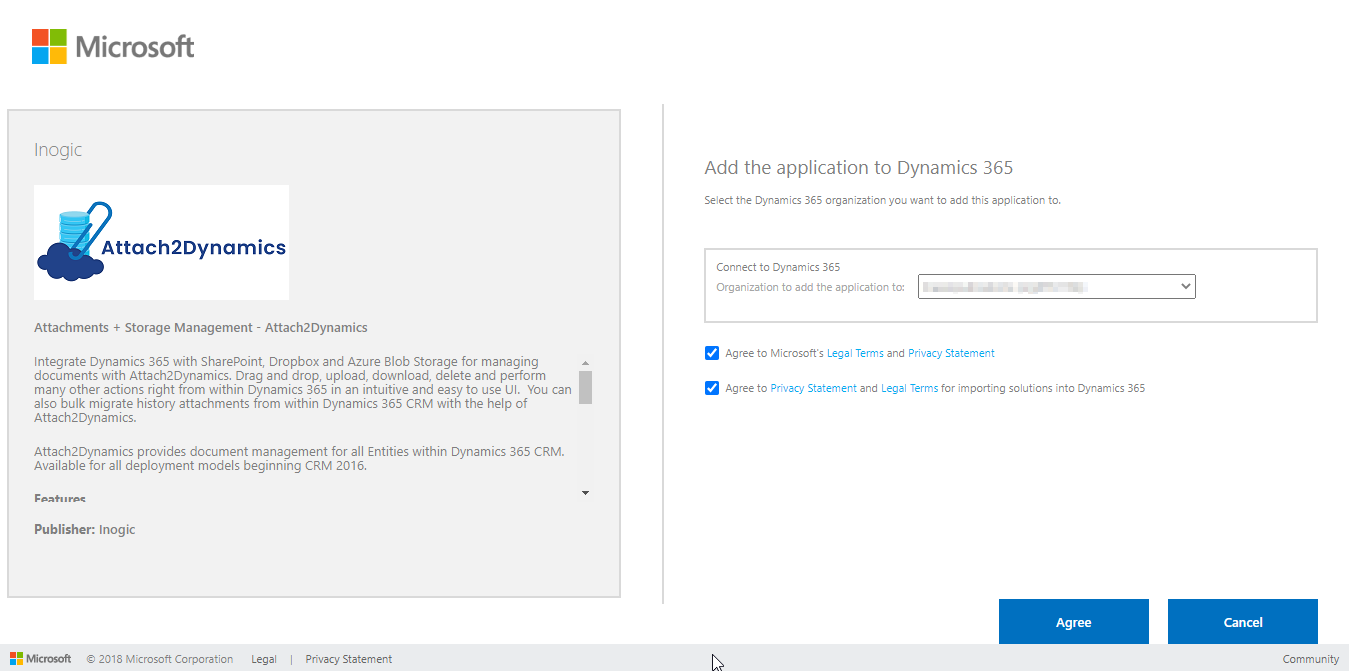 Microsoft
Inogic
Attach2Dynamics
Attachments + Storage Management - Attach2Dynamics
Integrate Dynamics 365 with SharePoint, Dropbox and Azure Blob Storage for managing
documents with Attach2Dynamics. Drag and drop, upload, download, delete and perform
many other actions right from within Dynamics 365 in an intuitive and easy to use UI.  You can
also bulk migrate history attachments from within Dynamics 365 CRM with the help of
Attach2Dynamics.
Attach2Dynamics provides document management for all Entities within Dynamics 365 CRM.
Available for all deployment models beginning CRM 2016.
Features
Publisher: Inogic
Add the application to Dynamics 365
Select the Dynamics 365 organization you want to add this application to.
Connect to Dynamics 365
Organization to add the application to:
Agree to Microsoft's Legal Terms and Privacy Statement
Agree to Privacy Statement and Legal Terms for importing solutions into Dynamics 365
Agree
Cancel
Microsoft © 2018 Microsoft Corporation Legal | Privacy Statement Community